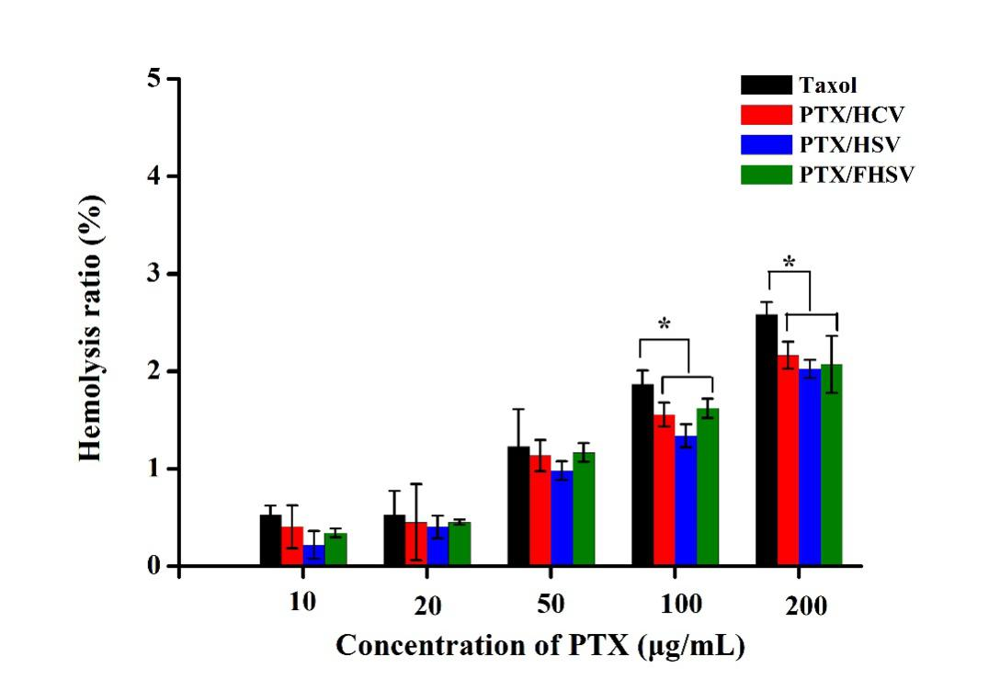 5
4
3
2
1
0
Hemolysis ratio (%)
Taxol
PTX/HCV
PTX/HSV
PTX/FHSV
*
*
10 20 50 100 200
Concentration of PTX (μg/mL)